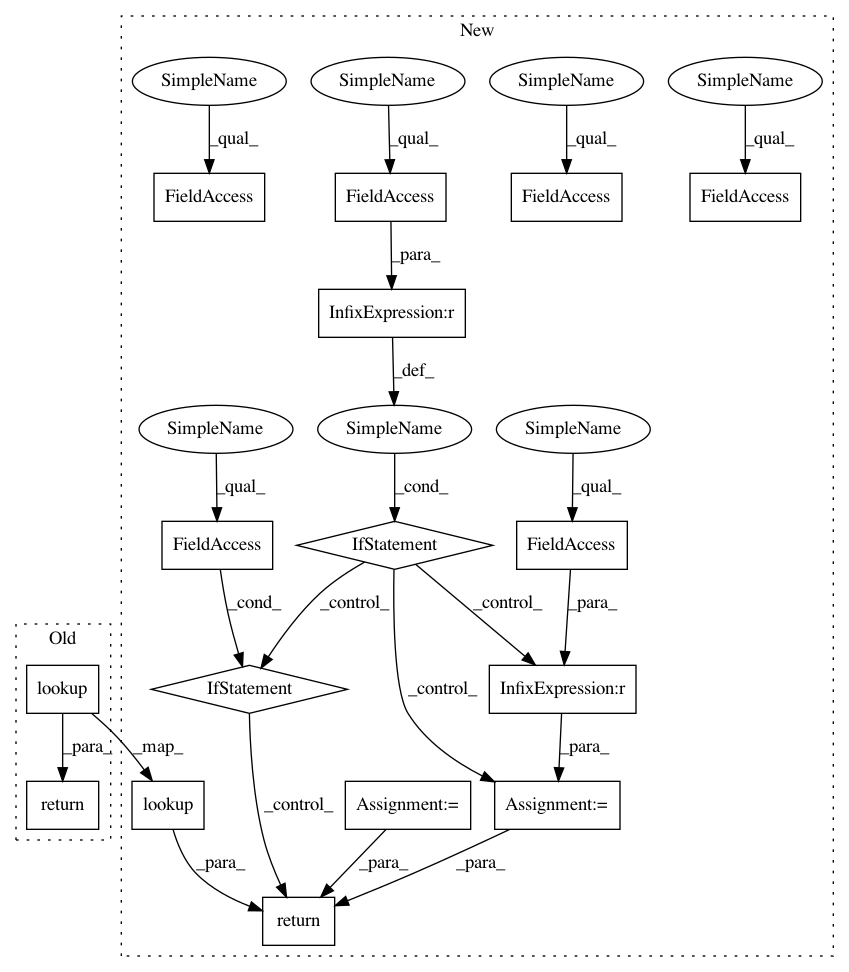 New
SimpleName SimpleName SimpleName SimpleName
_qual_ _qual_ _qual_ _qual_
FieldAccess FieldAccess FieldAccess FieldAccess
_para_
InfixExpression:r
_def_
SimpleName SimpleName SimpleName
_qual_ _cond_ _qual_
FieldAccess IfStatement FieldAccess
_cond_ _control_ _control_ _para_
Old
lookup IfStatement _control_ InfixExpression:r
_para_ _map_ _para_
return lookup _control_ Assignment:= Assignment:=
_para_ _para_ _para_
return